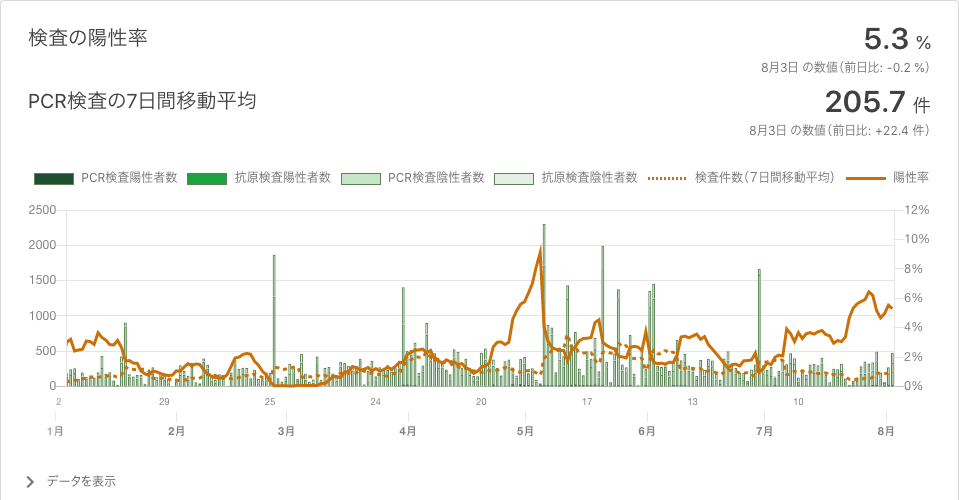 検査の陽性率
5.3 %
8月3日 の数値（前日比: -0.2 %）
PCR検査の7日間移動平均
205.7 件
8月3日 の数値（前日比: +22.4 件）
PCR検査陽性者数 抗原検査陽性者数 PCR検査陰性者数 抗原検査陰性者数 検査件数（7日間移動平均） 陽性率
2500 12%
2000 10%
8%
1500
6%
1000
4%
500
2%
0 0%
2 29 25 24 20 17 13 10
1月 2月 3月 4月 5月 6月 7月 8月
データを表示